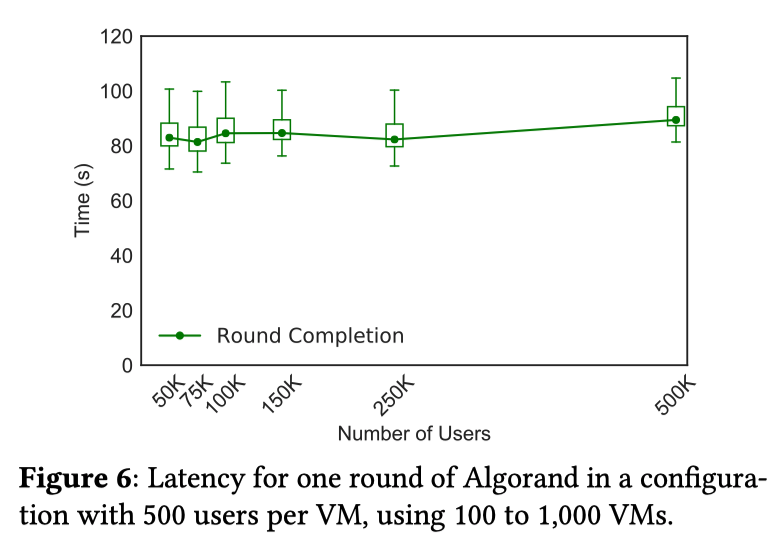 120
100
80
60
40
20
0
Time (s)
Round Completion
50K
75K
100K
150K
250K
500K
Number of Users
Figure 6: Latency for one round of Algorand in a configura-
tion with 500 users per VM, using 100 to 1,000 VMs.